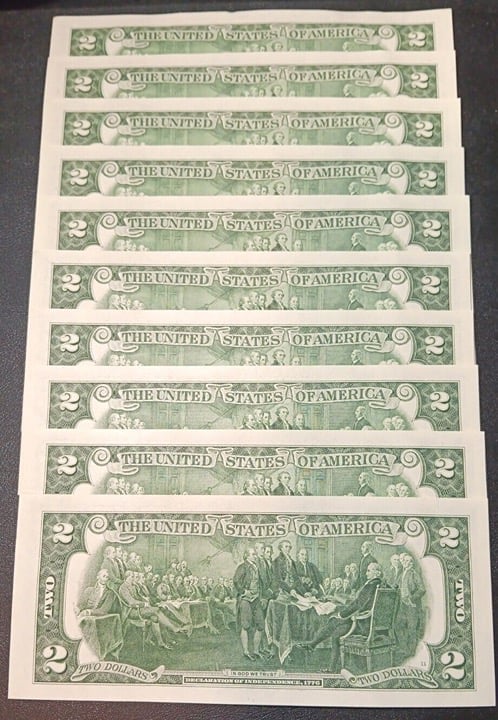 2 THE UNITED STATES OF AMERICA 2
2 THE UNITED STATES OF AMERICA 2
2 THE UNITED STATES OF AMERICA 2
2 THE UNITED STATES OF AMERICA 2
2 THE UNITED STATES OF AMERICA 2
2 THE UNITED STATES OF AMERICA 2
2 THE UNITED STATES OF AMERICA 2
2 THE UNITED STATES OF AMERICA 2
2 THE UNITED STATES OF AMERICA 2
2 THE UNITED STATES OF AMERICA 2
TWO TWO
2 TWO DOLLARS IN GOD WE TRUST TWO DOLLARS 2
DECLARATION OF INDEPENDENCE, 1776